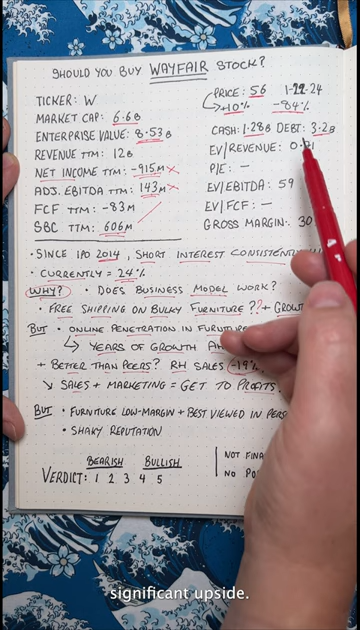 SHOULD YOU BUY WAYFAIR STOCK?
PRICE: 56 1-22-24
↳+10% -84%
TICKER: W
MARKET CAP: 6.6B
ENTERPRISE VALUE: 8.53B
REVENUE TTM: 12B
NET INCOME TTM: -915M ×
ADJ. EBITDA TTM: 143M ×
FCF TTM: -83M
SBC TTM: 606M
CASH: 1.28B DEBT: 3.2B
EV/REVENUE: 0.
P/E: —
EV/EBITDA: 59
EV/FCF: —
GROSS MARGIN: 30
• SINCE IPO 2014, SHORT INTEREST CONSISTENTLY
• CURRENTLY = 24%
WHY? • DOES BUSINESS MODEL WORK?
• FREE SHIPPING ON BULKY FURNITURE?? + GROWT
BUT • ONLINE PENETRATION IN FURNITURE
↳ YEARS OF GROWTH AH
+ BETTER THAN PEERS? RH SALES -19%
↘ SALES + MARKETING = GET TO PROFITS.
BUT • FURNITURE LOW-MARGIN + BEST VIEWED IN PERS
• SHAKY REPUTATION
BEARISH BULLISH
VERDICT: 1 2 3 4 5
NOT FINA
NO PO
significant upside.